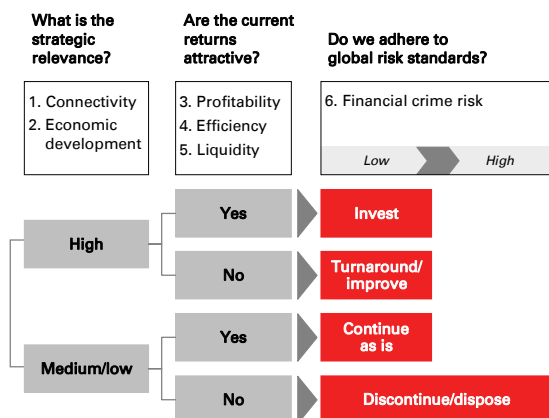 What is the
strategic
relevance?
Are the current
returns
attractive?
Do we adhere to
global risk standards?
1. Connectivity
2. Economic
development
3. Profitability
4. Efficiency
5. Liquidity
6. Financial crime risk
Low
High
High
Yes
Invest
No
Turnaround/
improve
Medium/low
Yes
Continue
as is
No
Discontinue/dispose